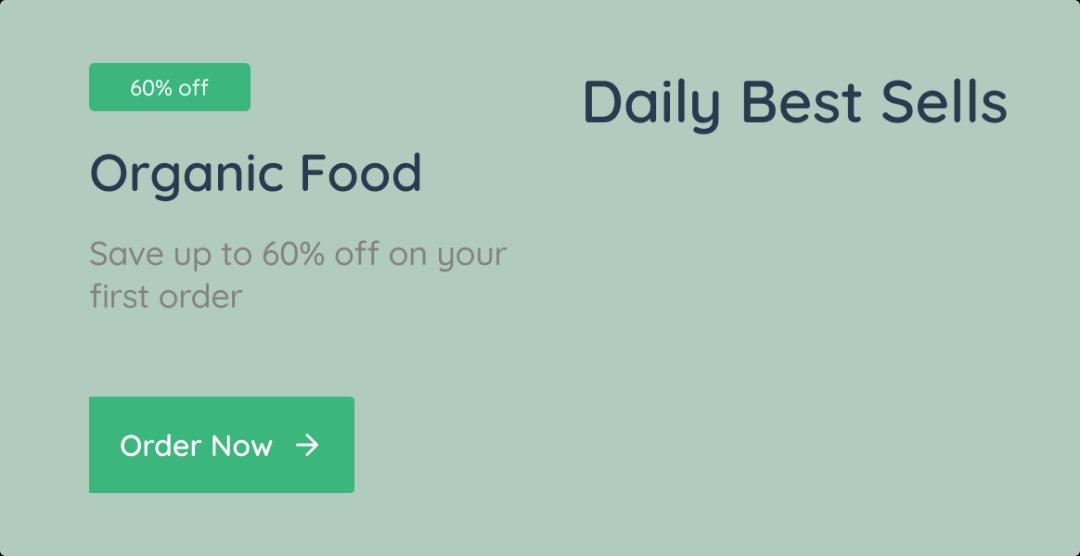 60% off
Organic Food
Save up to 60% off on your
first order
Order Now
Daily Best Sells